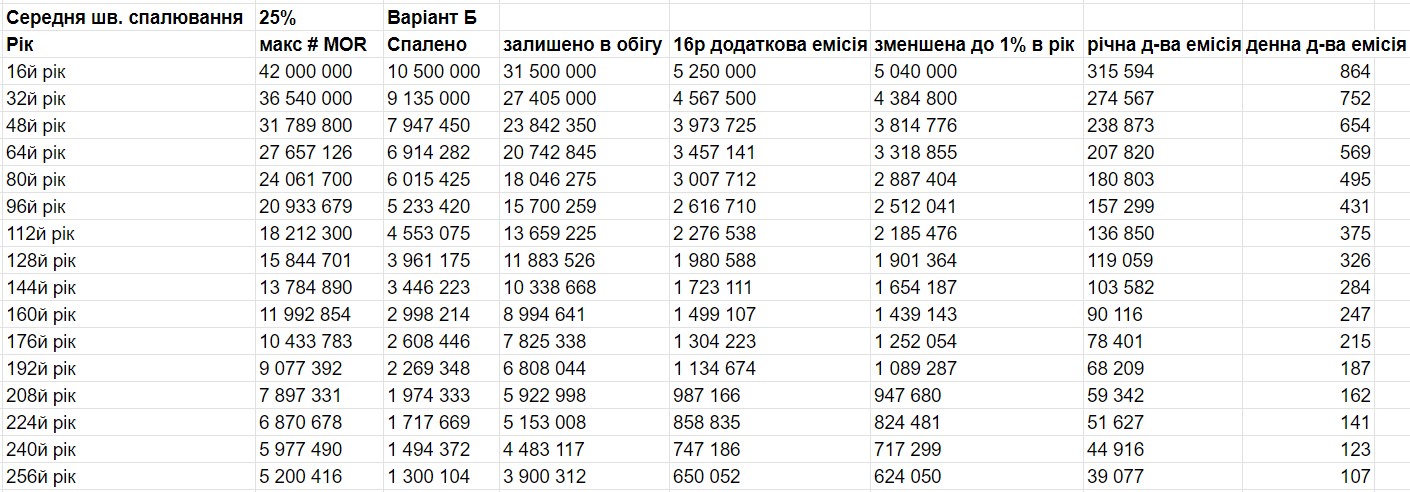 Середня шв. спалювання 25% Варіант Б
Рік макс # MOR Спалено залишено в обігу 16р додаткова емісія зменшена до 1% в рік річна д-ва емісія денна д-ва емісія
16й рік 42 000 000 10 500 000 31 500 000 5 250 000 5 040 000 315 594 864
32й рік 36 540 000 9 135 000 27 405 000 4 567 500 4 384 800 274 567 752
48й рік 31 789 800 7 947 450 23 842 350 3 973 725 3 814 776 238 873 654
64й рік 27 657 126 6 914 282 20 742 845 3 457 141 3 318 855 207 820 569
80й рік 24 061 700 6 015 425 18 046 275 3 007 712 2 887 404 180 803 495
96й рік 20 933 679 5 233 420 15 700 259 2 616 710 2 512 041 157 299 431
112й рік 18 212 300 4 553 075 13 659 225 2 276 538 2 185 476 136 850 375
128й рік 15 844 701 3 961 175 11 883 526 1 980 588 1 901 364 119 059 326
144й рік 13 784 890 3 446 223 10 338 668 1 723 111 1 654 187 103 582 284
160й рік 11 992 854 2 998 214 8 994 641 1 499 107 1 439 143 90 116 247
176й рік 10 433 783 2 608 446 7 825 338 1 304 223 1 252 054 78 401 215
192й рік 9 077 392 2 269 348 6 808 044 1 134 674 1 089 287 68 209 187
208й рік 7 897 331 1 974 333 5 922 998 987 166 947 680 59 342 162
224й рік 6 870 678 1 717 669 5 153 008 858 835 824 481 51 627 141
240й рік 5 977 490 1 494 372 4 483 117 747 186 717 299 44 916 123
256й рік 5 200 416 1 300 104 3 900 312 650 052 624 050 39 077 107